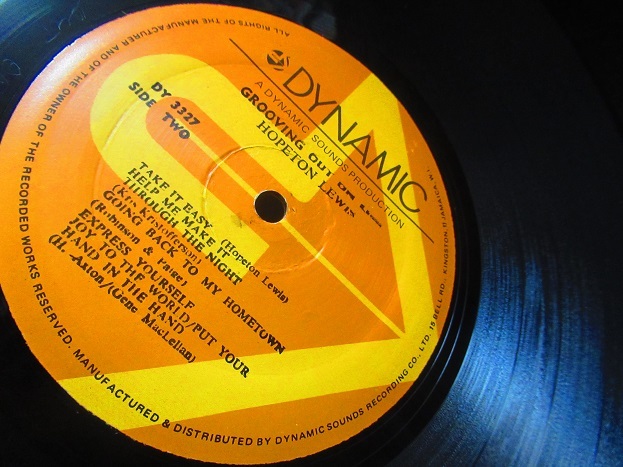 DYNAMIC
A DYNAMIC SOUNDS PRODUCTION
GROOVING OUT ON
HOPETON LEWIS
DY 3327
SIDE TWO
TAKE IT EASY (Hopeton Lewis)
HELP ME MAKE IT
THROUGH THE NIGHT
(Kris Kristofferson)
GOING BACK TO MY HOMETOWN
(Robinson & Paige)
EXPRESS YOURSELF
JOY TO THE WORLD/PUT YOUR
HAND IN THE HAND
(H. Axton/(Gene MacLellan)
ALL RIGHTS OF THE MANUFACTURER AND OF THE OWNER OF THE RECORDED WORKS RESERVED. MANUFACTURED & DISTRIBUTED BY DYNAMIC SOUNDS RECORDING CO., LTD. 15 BELL RD. KINGSTON 11 JAMAICA